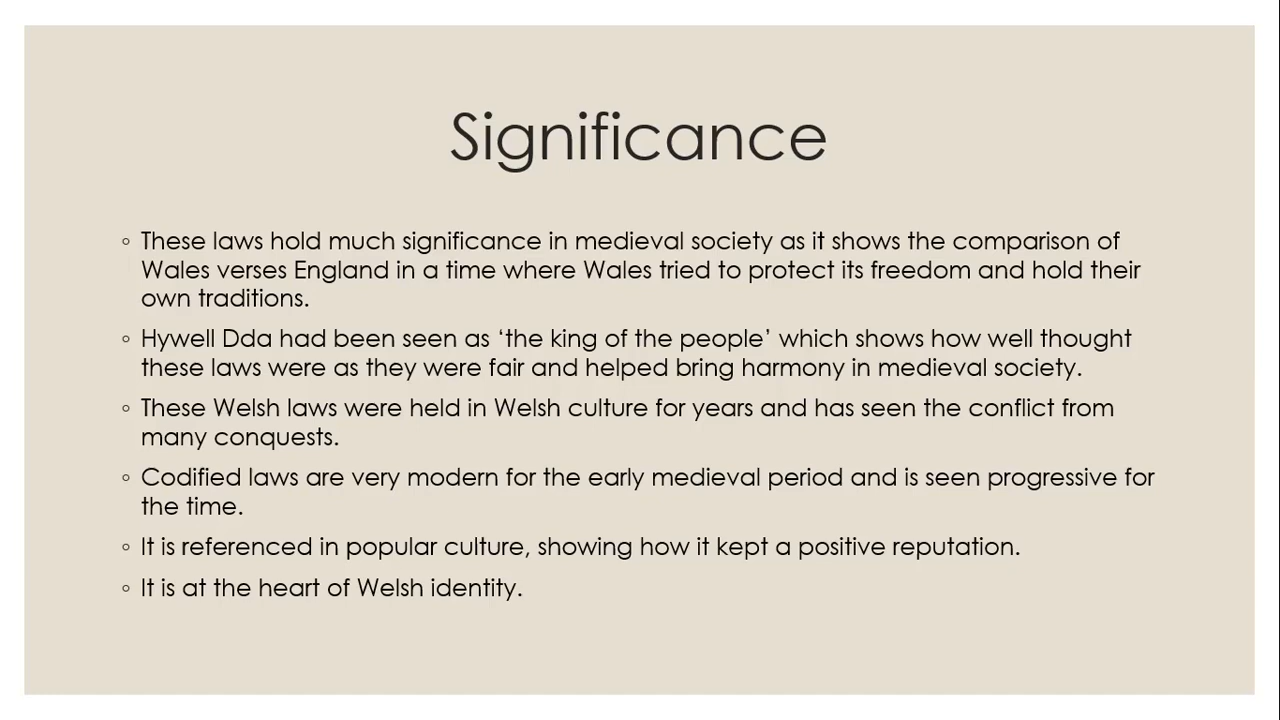 Significance
◦ These laws hold much significance in medieval society as it shows the comparison of
Wales verses England in a time where Wales tried to protect its freedom and hold their
own traditions.
◦ Hywell Dda had been seen as ‘the king of the people’ which shows how well thought
these laws were as they were fair and helped bring harmony in medieval society.
◦ These Welsh laws were held in Welsh culture for years and has seen the conflict from
many conquests.
◦ Codified laws are very modern for the early medieval period and is seen progressive for
the time.
◦ It is referenced in popular culture, showing how it kept a positive reputation.
◦ It is at the heart of Welsh identity.